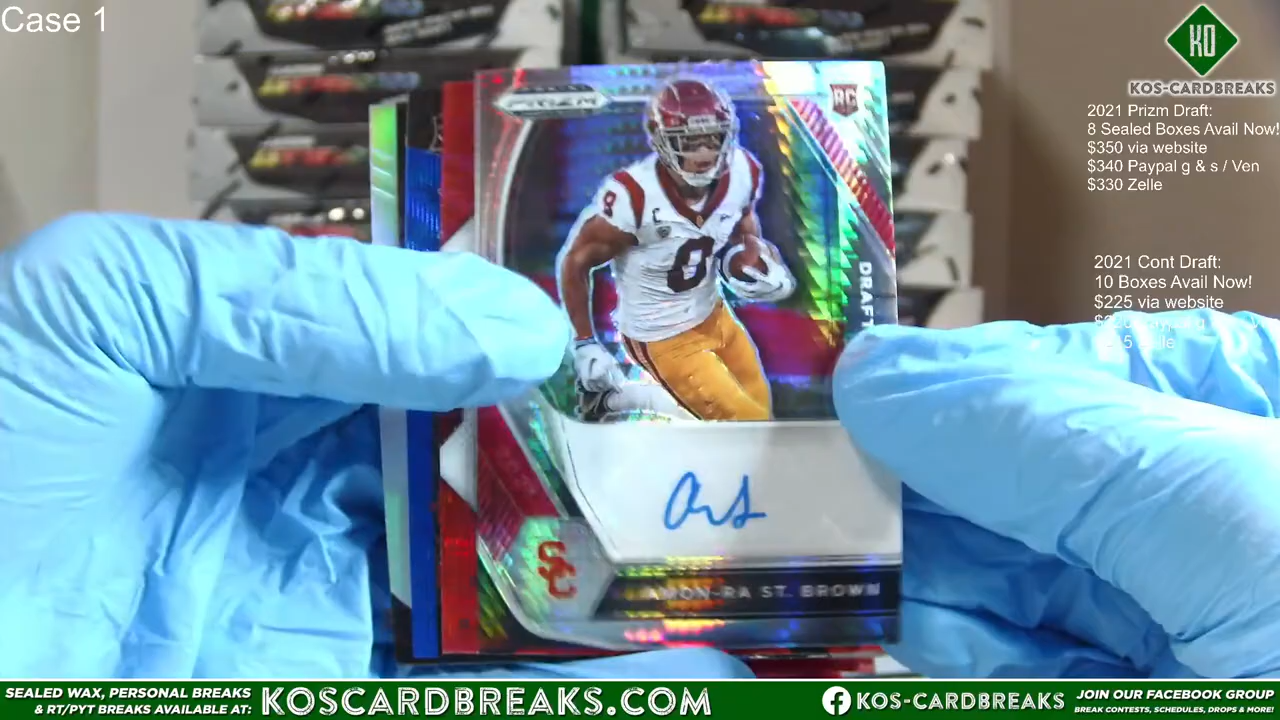 Case 1
KO
KOS-CARDBREAKS
2021 Prizm Draft:
8 Sealed Boxes Avail Now!
$350 via website
$340 Paypal g & s / Ven
$330 Zelle
2021 Cont Draft:
10 Boxes Avail Now!
$225 via website
Zelle
PRIZM
RC
DRAFT
8
C
8
SC
AMON-RA ST. BROWN
SEALED WAX, PERSONAL BREAKS
& RT/PYT BREAKS AVAILABLE AT:
KOSCARDBREAKS.COM
KOS-CARDBREAKS
JOIN OUR FACEBOOK GROUP
BREAK CONTESTS, SCHEDULES, DROPS & MORE!